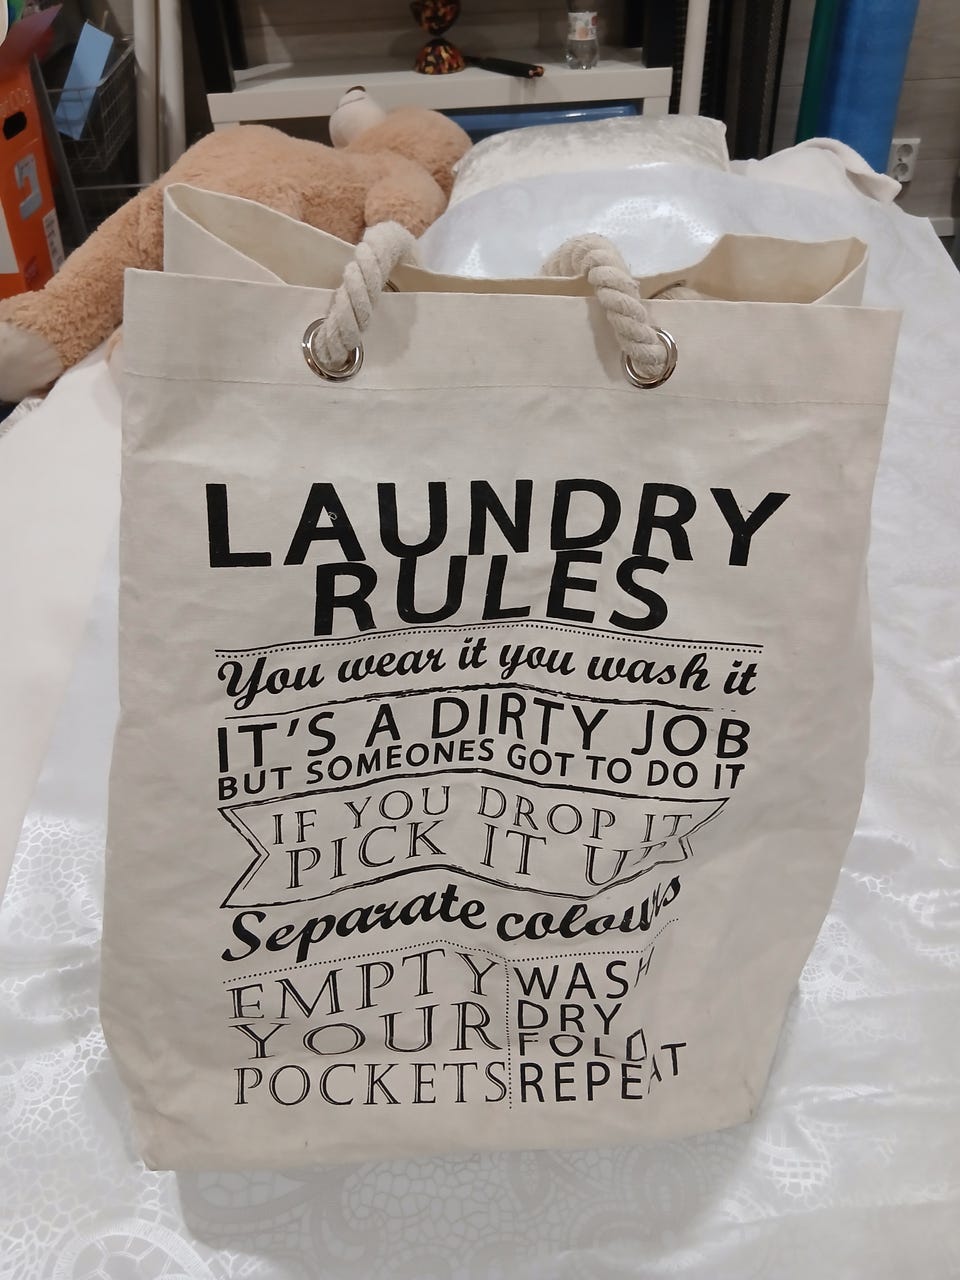 LAUNDRY
RULES
You wear it you wash it
IT'S A DIRTY JOB
BUT SOMEONES GOT TO DO IT
IF YOU DROP IT
PICK IT UP
Separate colours
EMPTY
YOUR
POCKETS
WASH
DRY
FOLD
REPEAT